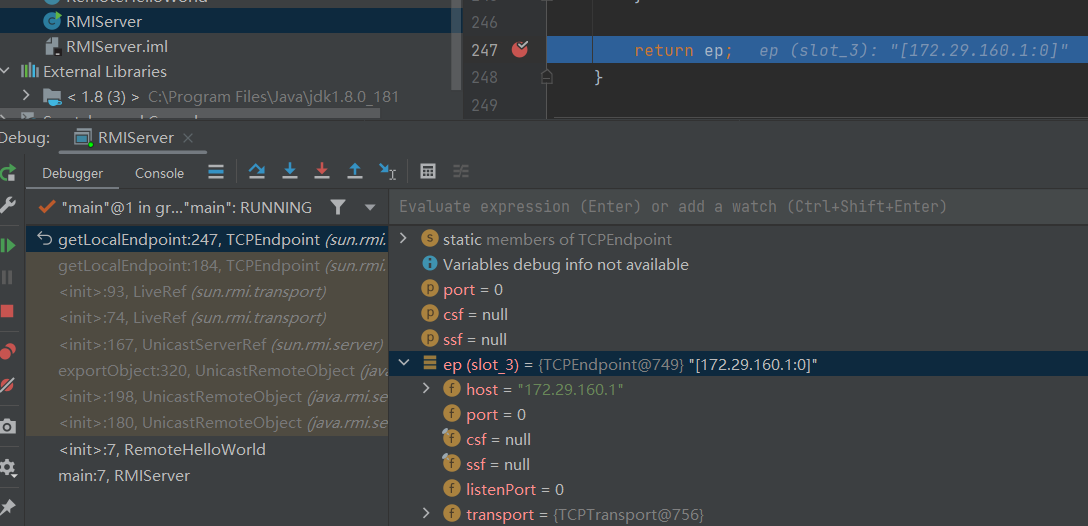 RMIServer
RMIServer.iml
External Libraries
< 1.8 (3) > C:\Program Files\Java\jdk1.8.0_181
246
247 return ep; ep (slot_3): "[172.29.160.1:0]"
248 }
249
Debug: RMIServer
Debugger Console
"main"@1 in gr..."main": RUNNING
Evaluate expression (Enter) or add a watch (Ctrl+Shift+Enter)
getLocalEndpoint:247, TCPEndpoint (sun.rmi.
getLocalEndpoint:184, TCPEndpoint (sun.rmi.
<init>:93, LiveRef (sun.rmi.transport)
<init>:74, LiveRef (sun.rmi.transport)
<init>:167, UnicastServerRef (sun.rmi.server)
exportObject:320, UnicastRemoteObject (java
<init>:198, UnicastRemoteObject (java.rmi.se
<init>:180, UnicastRemoteObject (java.rmi.se
<init>:7, RemoteHelloWorld
main:7, RMIServer
static members of TCPEndpoint
Variables debug info not available
port = 0
csf = null
ssf = null
ep (slot_3) = {TCPEndpoint@749} "[172.29.160.1:0]"
host = "172.29.160.1"
port = 0
csf = null
ssf = null
listenPort = 0
transport = {TCPTransport@756}